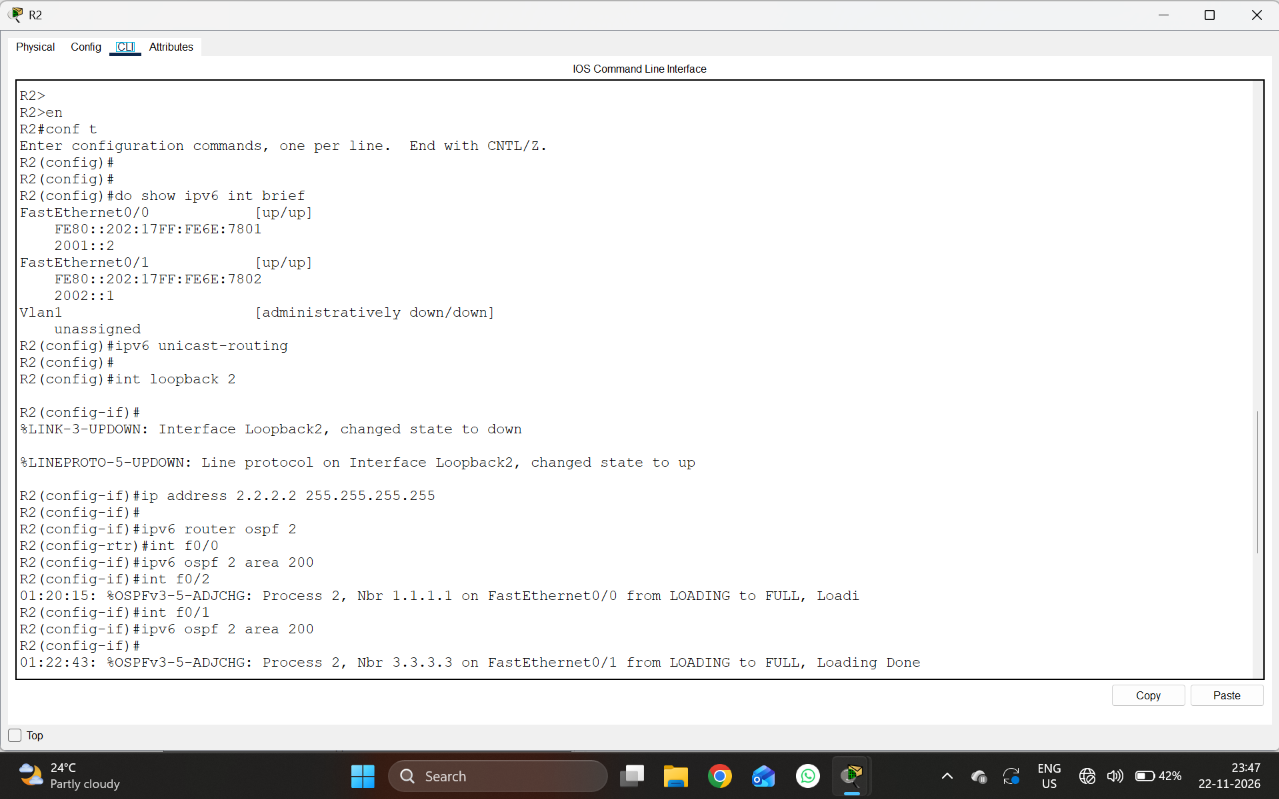 R2
Physical Config CLI Attributes
IOS Command Line Interface
R2>
R2>en
R2#conf t
Enter configuration commands, one per line.  End with CNTL/Z.
R2(config)#
R2(config)#
R2(config)#do show ipv6 int brief
FastEthernet0/0            [up/up]
    FE80::202:17FF:FE6E:7801
    2001::2
FastEthernet0/1            [up/up]
    FE80::202:17FF:FE6E:7802
    2002::1
Vlan1                      [administratively down/down]
    unassigned
R2(config)#ipv6 unicast-routing
R2(config)#
R2(config)#int loopback 2
R2(config-if)#
%LINK-3-UPDOWN: Interface Loopback2, changed state to down
%LINEPROTO-5-UPDOWN: Line protocol on Interface Loopback2, changed state to up
R2(config-if)#ip address 2.2.2.2 255.255.255.255
R2(config-if)#
R2(config-if)#ipv6 router ospf 2
R2(config-rtr)#int f0/0
R2(config-if)#ipv6 ospf 2 area 200
R2(config-if)#int f0/2
01:20:15: %OSPFv3-5-ADJCHG: Process 2, Nbr 1.1.1.1 on FastEthernet0/0 from LOADING to FULL, Loadi
R2(config-if)#int f0/1
R2(config-if)#ipv6 ospf 2 area 200
R2(config-if)#
01:22:43: %OSPFv3-5-ADJCHG: Process 2, Nbr 3.3.3.3 on FastEthernet0/1 from LOADING to FULL, Loading Done
Copy Paste
Top
24°C
Partly cloudy
Search
ENG
US
42%
23:47
22-11-2026